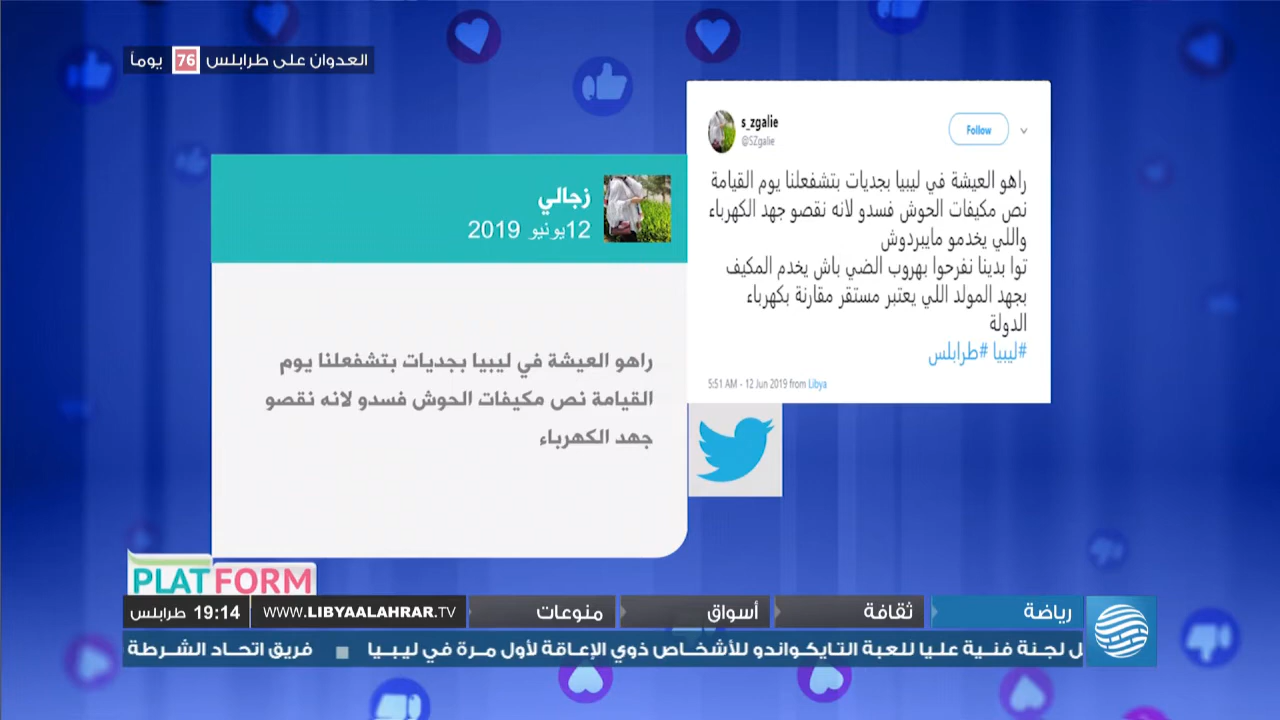 العدوان على طرابلس 76 يوماً
s_zgalie
@SZgalie
Follow
راهو العيشة في ليبيا بجديات بتشفعلنا يوم القيامة
نص مكيفات الحوش فسدو لانه نقصو جهد الكهرباء
واللي يخدمو مايبردوش
توا بدينا نفرحوا بهروب الضي باش يخدم المكيف
بجهد المولد اللي يعتبر مستقر مقارنة بكهرباء
الدولة
#ليبيا #طرابلس
5:51 AM - 12 Jun 2019 from Libya
زجالي
12يونيو 2019
راهو العيشة في ليبيا بجديات بتشفعلنا يوم
القيامة نص مكيفات الحوش فسدو لانه نقصو
جهد الكهرباء
PLATFORM
رياضة
ثقافة
أسواق
منوعات
WWW.LIBYAALAHRAR.TV
19:14 طرابلس
ل لجنة فنية عليا للعبة التايكواندو للأشخاص ذوي الإعاقة لأول مرة في ليبيا ■ فريق اتحاد الشرطة